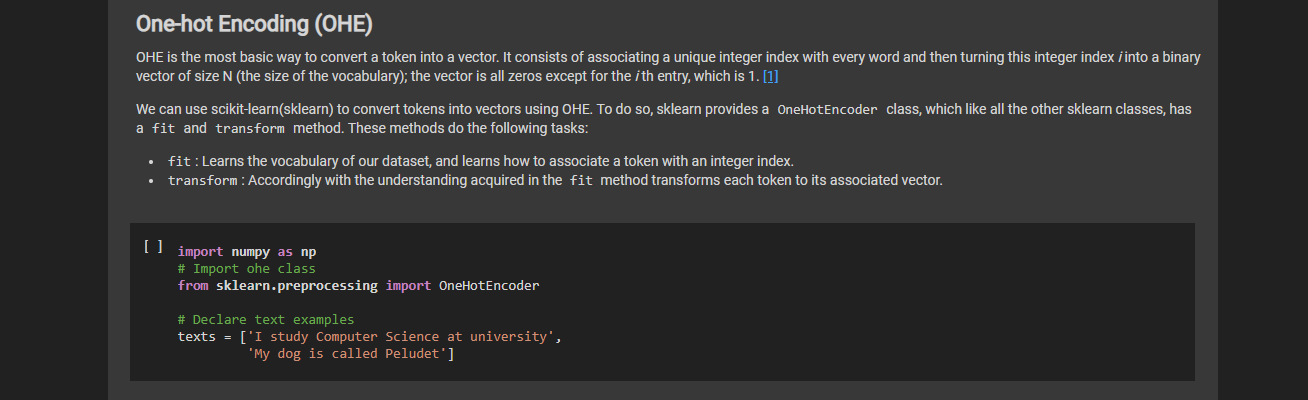 One-hot Encoding (OHE)
OHE is the most basic way to convert a token into a vector. It consists of associating a unique integer index with every word and then turning this integer index i into a binary
vector of size N (the size of the vocabulary); the vector is all zeros except for the i th entry, which is 1. [1]
We can use scikit-learn(sklearn) to convert tokens into vectors using OHE. To do so, sklearn provides a OneHotEncoder class, which like all the other sklearn classes, has
a fit and transform method. These methods do the following tasks:
• fit : Learns the vocabulary of our dataset, and learns how to associate a token with an integer index.
• transform : Accordingly with the understanding acquired in the fit method transforms each token to its associated vector.
[ ] import numpy as np
# Import ohe class
from sklearn.preprocessing import OneHotEncoder
# Declare text examples
texts = ['I study Computer Science at university',
'My dog is called Peludet']